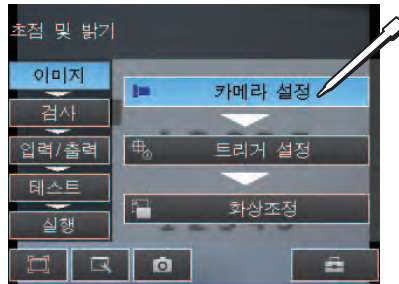 초점 및 밝기
이미지
카메라 설정
검사
입력/출력
트리거 설정
테스트
화상조정
실행